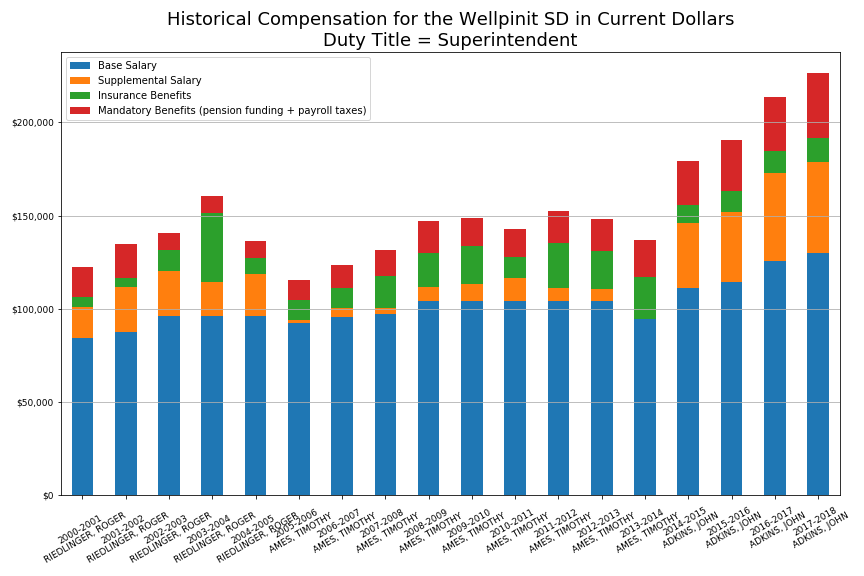 Historical Compensation for the Wellpinit SD in Current Dollars
Duty Title = Superintendent
Base Salary
Supplemental Salary
Insurance Benefits
Mandatory Benefits (pension funding + payroll taxes)
$200,000
$150,000
$100,000
$50,000
$0
2000-2001
RIEDLINGER, ROGER
2001-2002
RIEDLINGER, ROGER
2002-2003
RIEDLINGER, ROGER
2003-2004
RIEDLINGER, ROGER
2004-2005
RIEDLINGER, ROGER
2005-2006
AMES, TIMOTHY
2006-2007
AMES, TIMOTHY
2007-2008
AMES, TIMOTHY
2008-2009
AMES, TIMOTHY
2009-2010
AMES, TIMOTHY
2010-2011
AMES, TIMOTHY
2011-2012
AMES, TIMOTHY
2012-2013
AMES, TIMOTHY
2013-2014
AMES, TIMOTHY
2014-2015
ADKINS, JOHN
2015-2016
ADKINS, JOHN
2016-2017
ADKINS, JOHN
2017-2018
ADKINS, JOHN